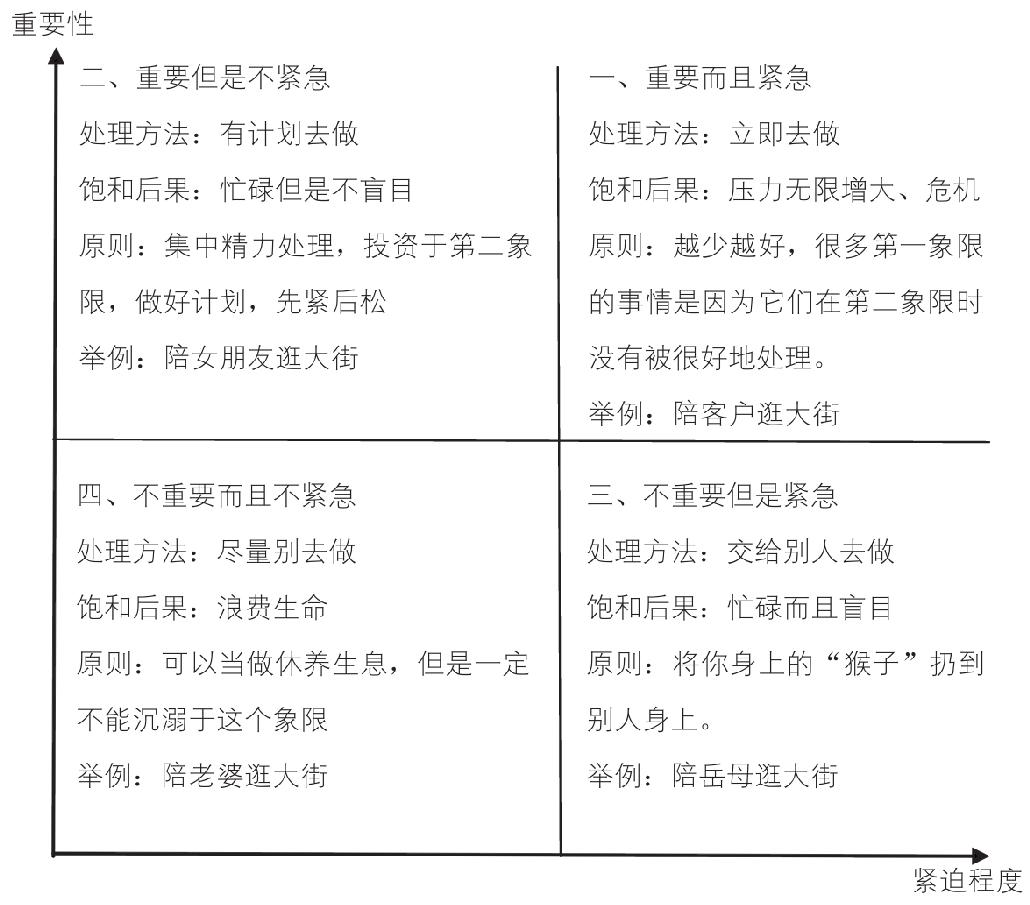 重要性
二、重要但是不紧急
处理方法：有计划去做
饱和后果：忙碌但是不盲目
原则：集中精力处理，投资于第二象
限，做好计划，先紧后松
举例：陪女朋友逛大街
一、重要而且紧急
处理方法：立即去做
饱和后果：压力无限增大、危机
原则：越少越好，很多第一象限
的事情是因为它们在第二象限时
没有被很好地处理。
举例：陪客户逛大街
四、不重要而且不紧急
处理方法：尽量别去做
饱和后果：浪费生命
原则：可以当做休养生息，但是一定
不能沉溺于这个象限
举例：陪老婆逛大街
三、不重要但是紧急
处理方法：交给别人去做
饱和后果：忙碌而且盲目
原则：将你身上的“猴子”扔到
别人身上。
举例：陪岳母逛大街
紧迫程度